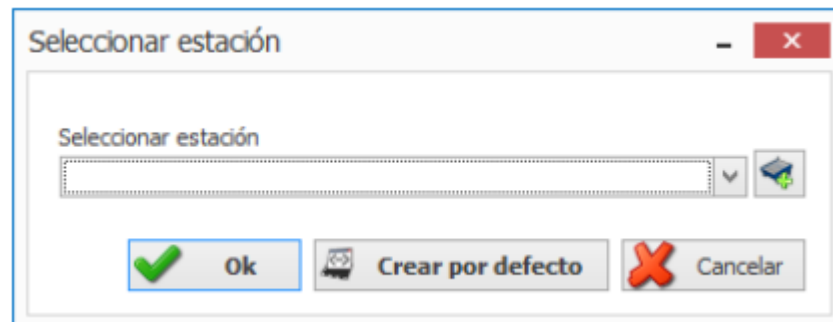 Seleccionar estación
Seleccionar estación
Ok
Crear por defecto
Cancelar